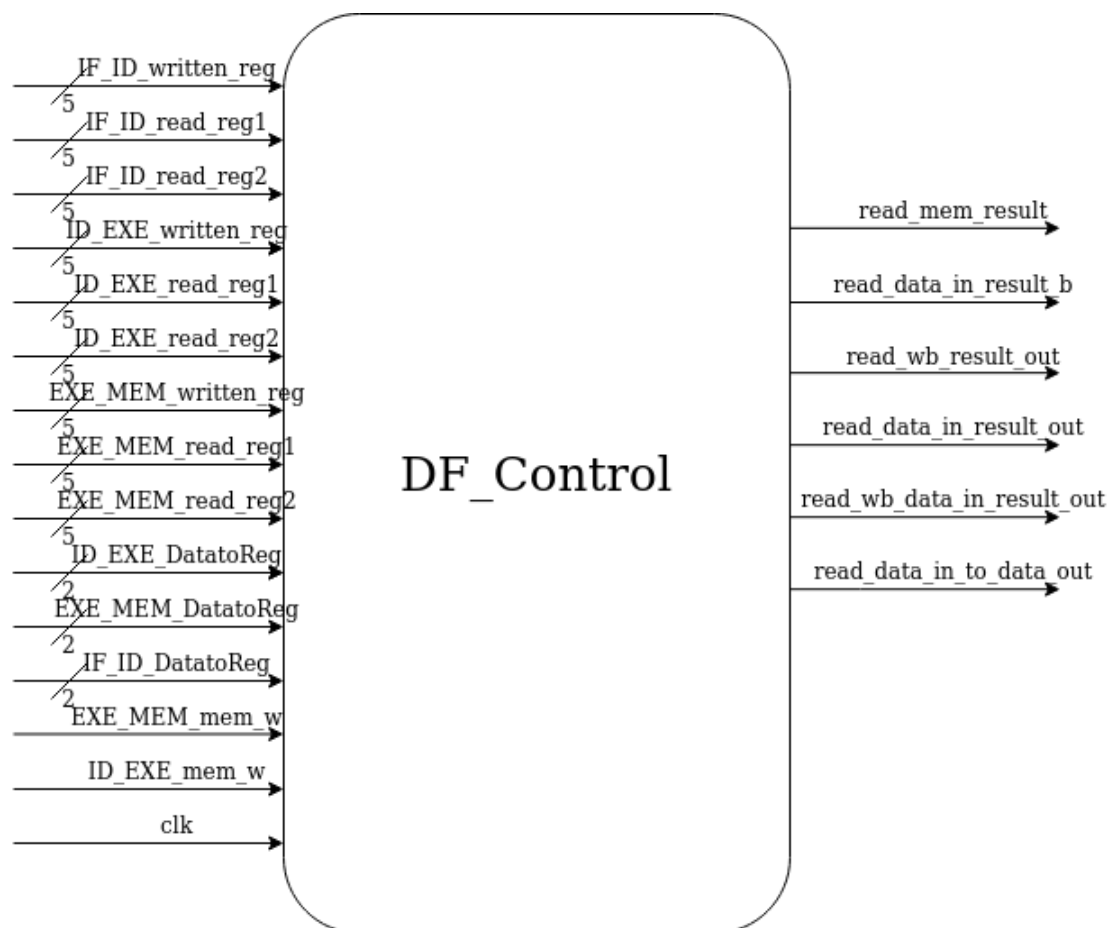 IF_ID_written_reg
5
IF_ID_read_reg1
5
IF_ID_read_reg2
5
ID_EXE_written_reg
5
ID_EXE_read_reg1
5
ID_EXE_read_reg2
5
EXE_MEM_written_reg
5
EXE_MEM_read_reg1
5
EXE_MEM_read_reg2
5
ID_EXE_DatatoReg
2
EXE_MEM_DatatoReg
2
IF_ID_DatatoReg
2
EXE_MEM_mem_w
ID_EXE_mem_w
clk
DF_Control
read_mem_result
read_data_in_result_b
read_wb_result_out
read_data_in_result_out
read_wb_data_in_result_out
read_data_in_to_data_out